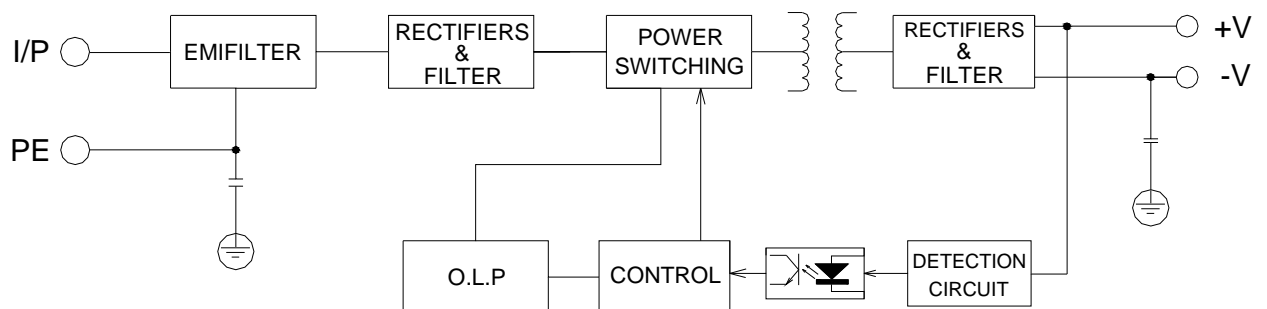 I/P
EMIFILTER
RECTIFIERS
&
FILTER
POWER
SWITCHING
RECTIFIERS
&
FILTER
+V
-V
PE
O.L.P
CONTROL
DETECTION
CIRCUIT